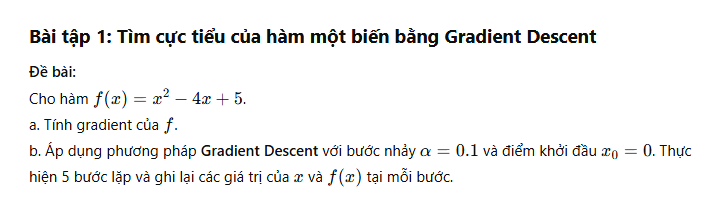 Bài tập 1: Tìm cực tiểu của hàm một biến bằng Gradient Descent
Đề bài:
Cho hàm f(x) = x² − 4x + 5.
a. Tính gradient của f.
b. Áp dụng phương pháp Gradient Descent với bước nhảy α = 0.1 và điểm khởi đầu x₀ = 0. Thực
hiện 5 bước lặp và ghi lại các giá trị của x và f(x) tại mỗi bước.